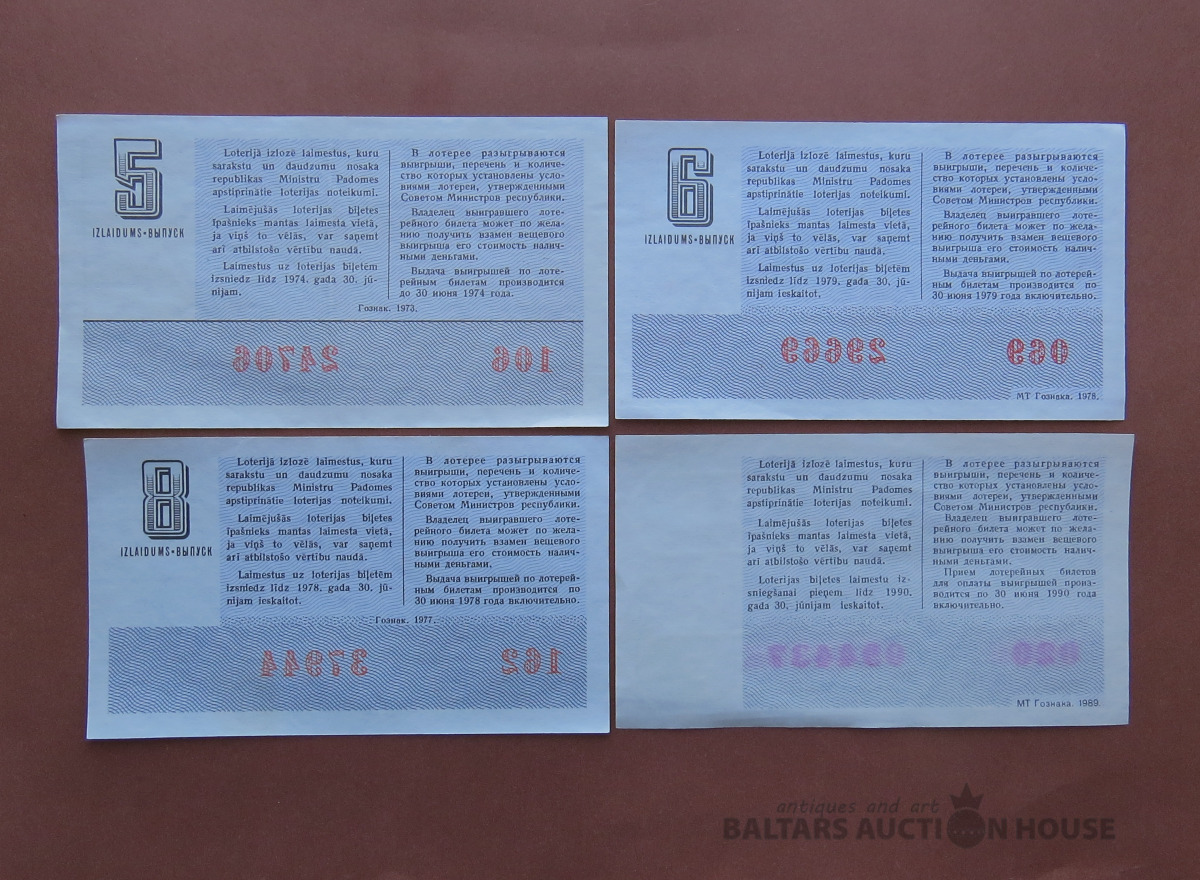 5
IZLAIDUMS•ВЫПУСК
Loterijā izlozē laimestus, kuru
sarakstu un daudzumu nosaka
republikas Ministru Padomes
apstiprinātie loterijas noteikumi.
Laimējušās loterijas biļetes
īpašnieks mantas laimesta vietā,
ja viņš to vēlās, var saņemt
arī atbilstošo vērtību naudā.
Laimestus uz loterijas biļetēm
izsniedz līdz 1974. gada 30. jū-
nijam.
В лотерее разыгрываются
выигрыши, перечень и количе-
ство которых установлены усло-
виями лотереи, утвержденными
Советом Министров республики.
Владелец выигравшего лоте-
рейного билета может по жела-
нию получить взамен вещевого
выигрыша его стоимость налич-
ными деньгами.
Выдача выигрышей по лоте-
рейным билетам производится
до 30 июня 1974 года.
Гознак. 1973.
6
IZLAIDUMS•ВЫПУСК
Loterijā izlozē laimestus, kuru
sarakstu un daudzumu nosaka
republikas Ministru Padomes
apstiprinātie loterijas noteikumi.
Laimējušās loterijas biļetes
īpašnieks mantas laimesta vietā,
ja viņš to vēlās, var saņemt
arī atbilstošo vērtību naudā.
Laimestus uz loterijas biļetēm
izsniedz līdz 1979. gada 30. jū-
nijam ieskaitot.
В лотерее разыгрываются
выигрыши, перечень и количе-
ство которых установлены усло-
виями лотереи, утвержденными
Советом Министров республики.
Владелец выигравшего лоте-
рейного билета может по жела-
нию получить взамен вещевого
выигрыша его стоимость налич-
ными деньгами.
Выдача выигрышей по лотерей-
ным билетам производится по
30 июня 1979 года включительно.
МТ Гознака. 1978.
8
IZLAIDUMS•ВЫПУСК
Loterijā izlozē laimestus, kuru
sarakstu un daudzumu nosaka
republikas Ministru Padomes
apstiprinātie loterijas noteikumi.
Laimējušās loterijas biļetes
īpašnieks mantas laimesta vietā,
ja viņš to vēlās, var saņemt
arī atbilstošo vērtību naudā.
Laimestus uz loterijas biļetēm
izsniedz līdz 1978. gada 30. jū-
nijam ieskaitot.
В лотерее разыгрываются
выигрыши, перечень и количе-
ство которых установлены усло-
виями лотереи, утвержденными
Советом Министров республики.
Владелец выигравшего лоте-
рейного билета может по жела-
нию получить взамен вещевого
выигрыша его стоимость налич-
ными деньгами.
Выдача выигрышей по лотерей-
ным билетам производится по
30 июня 1978 года включительно.
Гознак. 1977.
Loterijā izlozē laimestus, kuru
sarakstu un daudzumu nosaka
republikas Ministru Padomes
apstiprinātie loterijas noteikumi.
Laimējušās loterijas biļetes
īpašnieks mantas laimesta vietā,
ja viņš to vēlās, var saņemt
arī atbilstošo vērtību naudā.
Loterijas biļetes laimestu iz-
sniegšanai pieņem līdz 1990.
gada 30. jūnijam ieskaitot.
В лотерее разыгрываются
выигрыши, перечень и количе-
ство которых установлены усло-
виями лотереи, утвержденными
Советом Министров республики.
Владелец выигравшего лоте-
рейного билета может по жела-
нию получить взамен вещевого
выигрыша его стоимость налич-
ными деньгами.
Прием лотерейных билетов
для оплаты выигрышей произ-
водится по 30 июня 1990 года
включительно.
МТ Гознака. 1989.
antiques and art
BALTARS AUCTION HOUSE